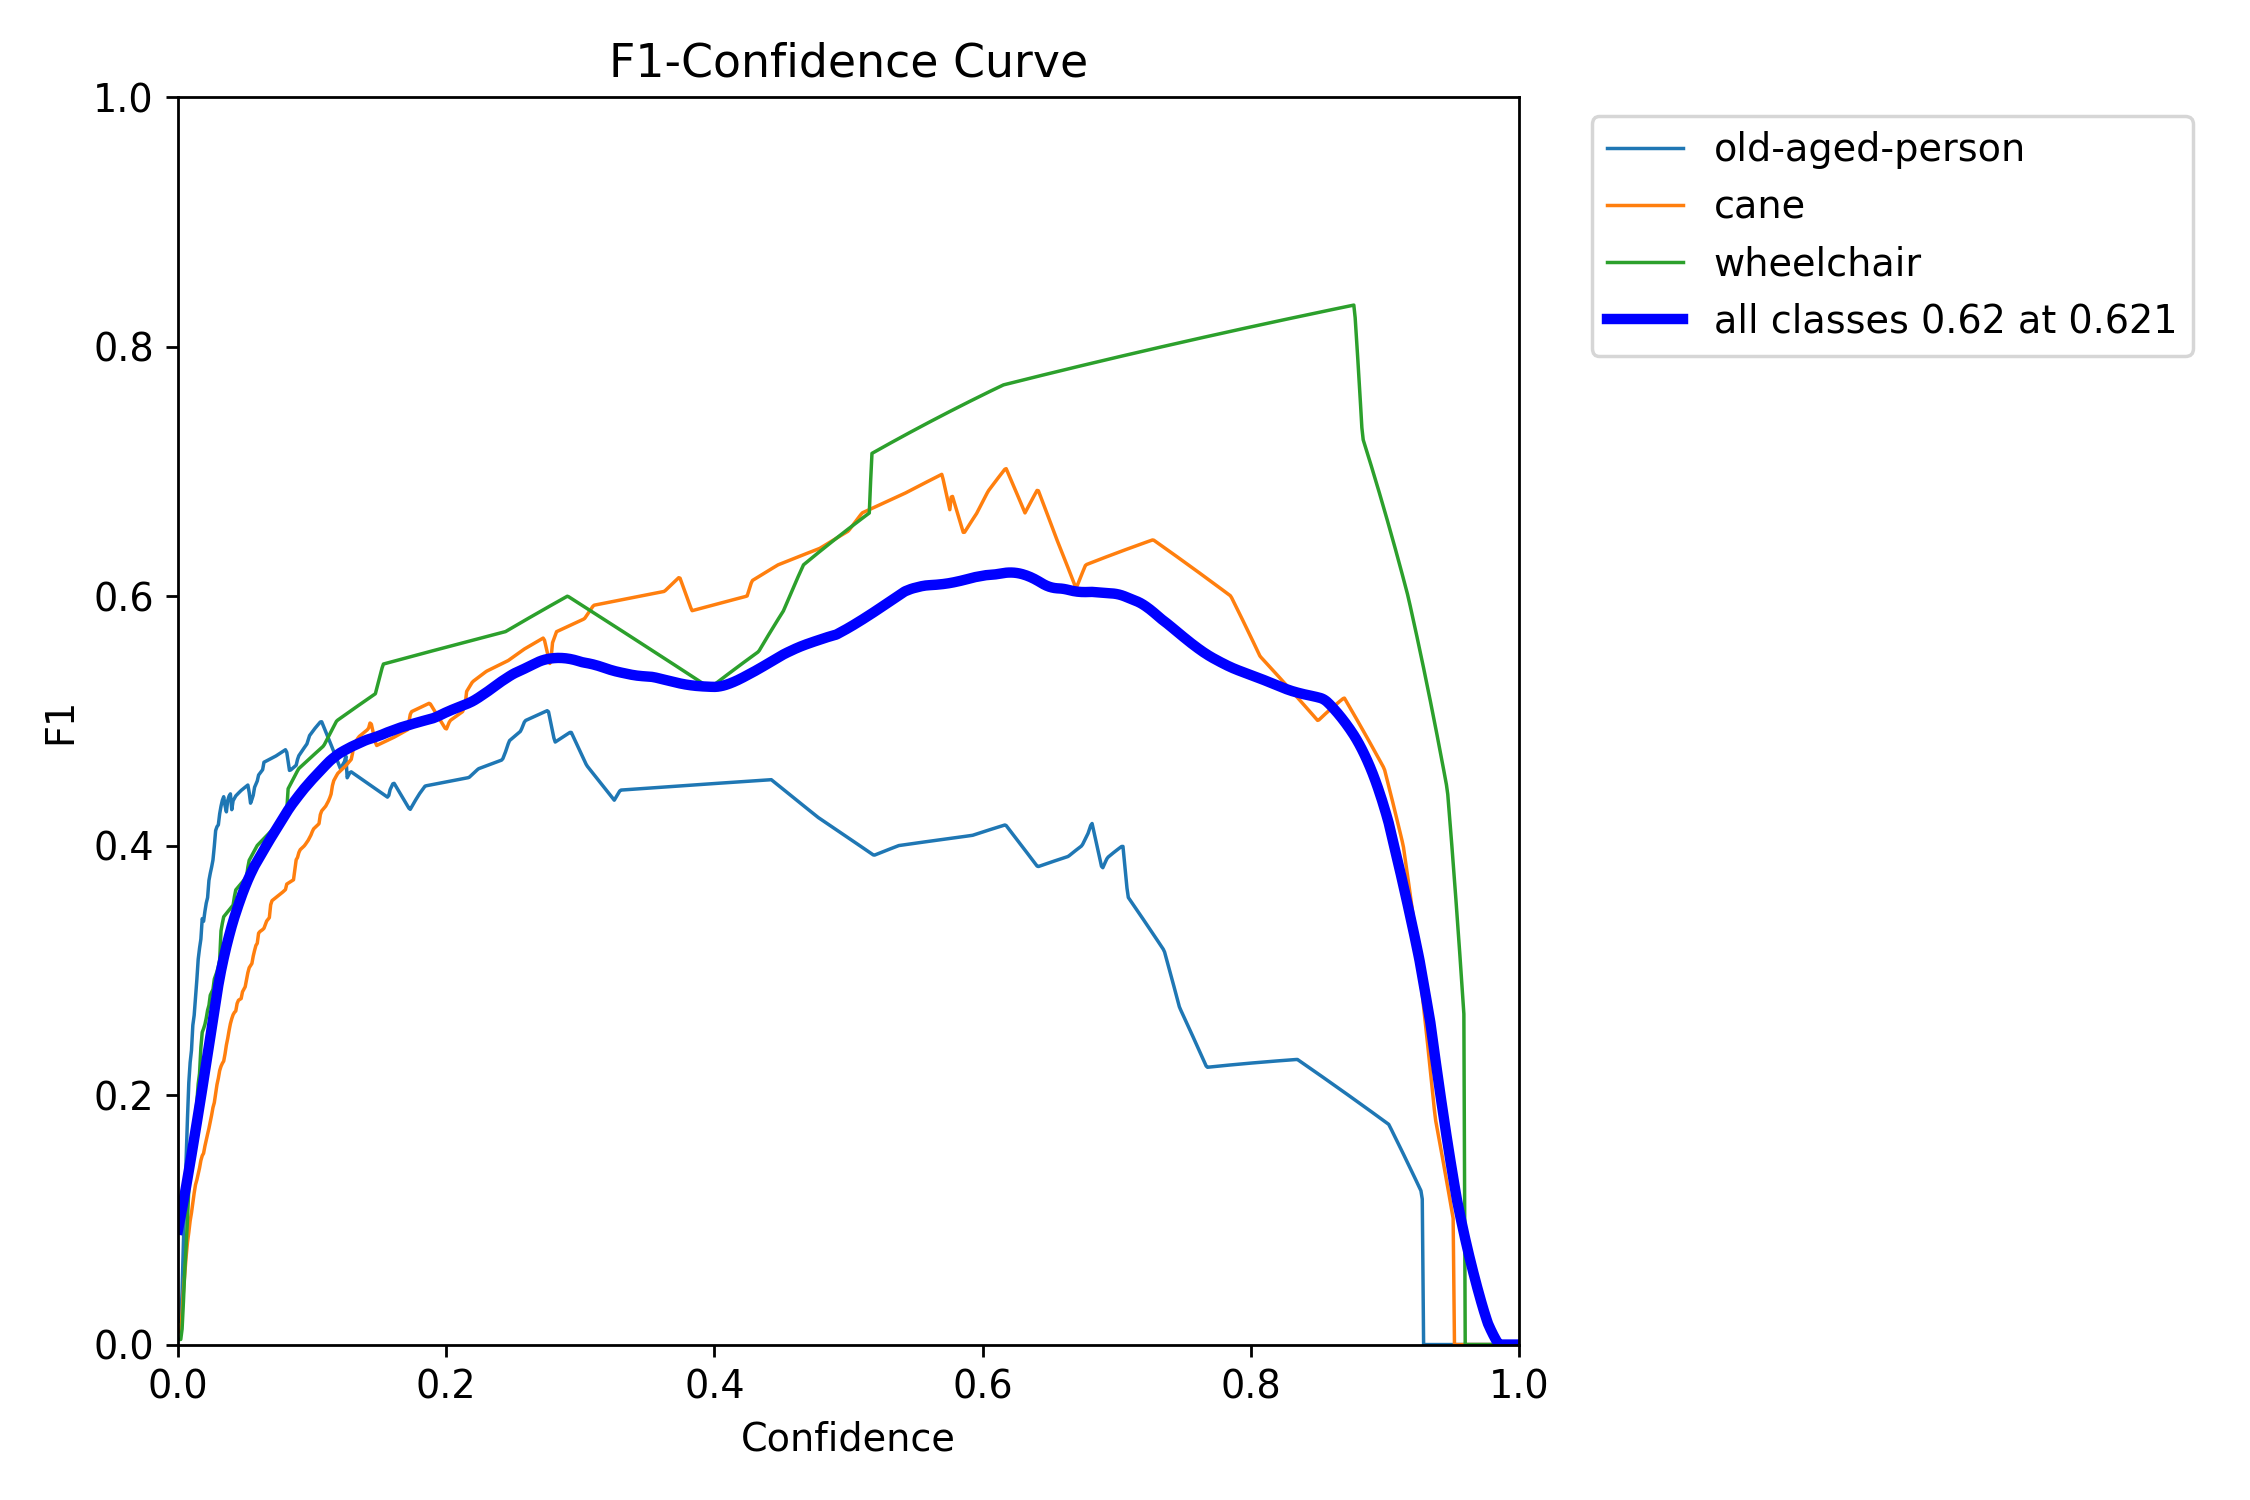 F1-Confidence Curve
1.0
0.8
0.6
0.4
0.2
0.0
F1
0.0 0.2 0.4 0.6 0.8 1.0
Confidence
old-aged-person
cane
wheelchair
all classes 0.62 at 0.621